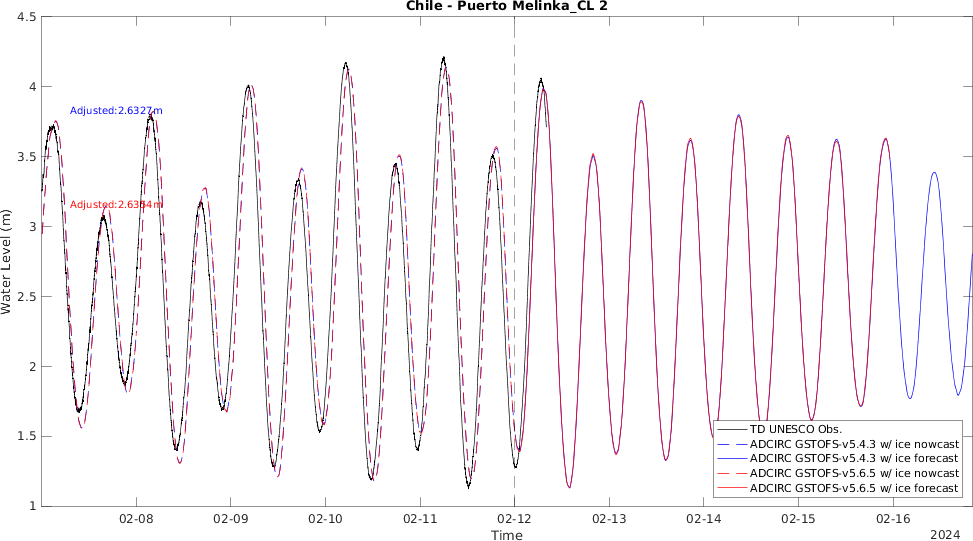 Chile - Puerto Melinka_CL 2
4.5
4
3.5
3
2.5
2
1.5
1
Water Level (m)
Adjusted:2.6327m
Adjusted:2.6354m
TD UNESCO Obs.
ADCIRC GSTOFS-v5.4.3 w/ ice nowcast
ADCIRC GSTOFS-v5.4.3 w/ ice forecast
ADCIRC GSTOFS-v5.6.5 w/ ice nowcast
ADCIRC GSTOFS-v5.6.5 w/ ice forecast
02-08 02-09 02-10 02-11 02-12 02-13 02-14 02-15 02-16
Time
2024